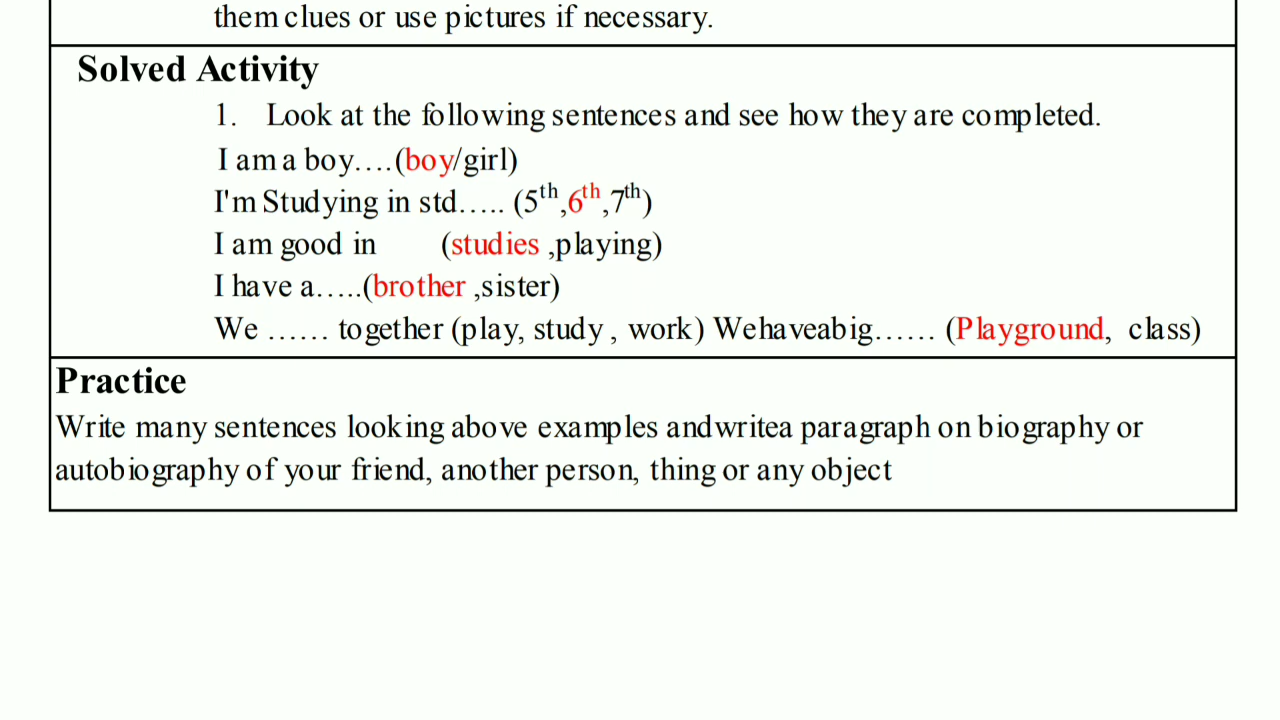 them clues or use pictures if necessary.
Solved Activity
1. Look at the following sentences and see how they are completed.
I am a boy….(boy/girl)
I'm Studying in std….. (5th,6th,7th)
I am good in (studies ,playing)
I have a…..(brother ,sister)
We …… together (play, study , work) Wehaveabig…… (Playground, class)
Practice
Write many sentences looking above examples andwritea paragraph on biography or
autobiography of your friend, another person, thing or any object